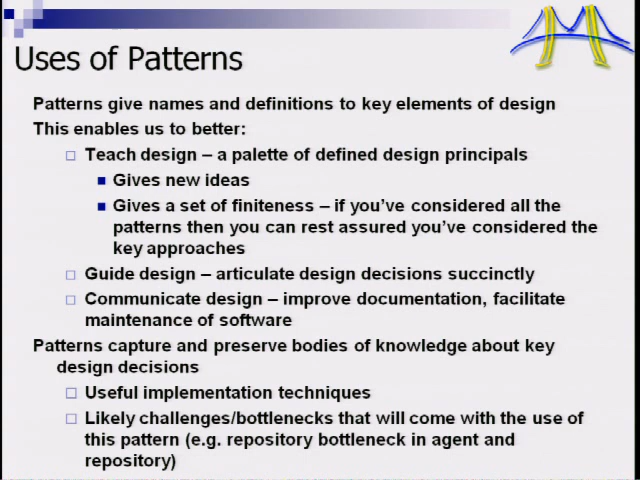 Uses of Patterns
Patterns give names and definitions to key elements of design
This enables us to better:
Teach design – a palette of defined design principals
Gives new ideas
Gives a set of finiteness – if you've considered all the
patterns then you can rest assured you've considered the
key approaches
Guide design – articulate design decisions succinctly
Communicate design – improve documentation, facilitate
maintenance of software
Patterns capture and preserve bodies of knowledge about key
design decisions
Useful implementation techniques
Likely challenges/bottlenecks that will come with the use of
this pattern (e.g. repository bottleneck in agent and
repository)